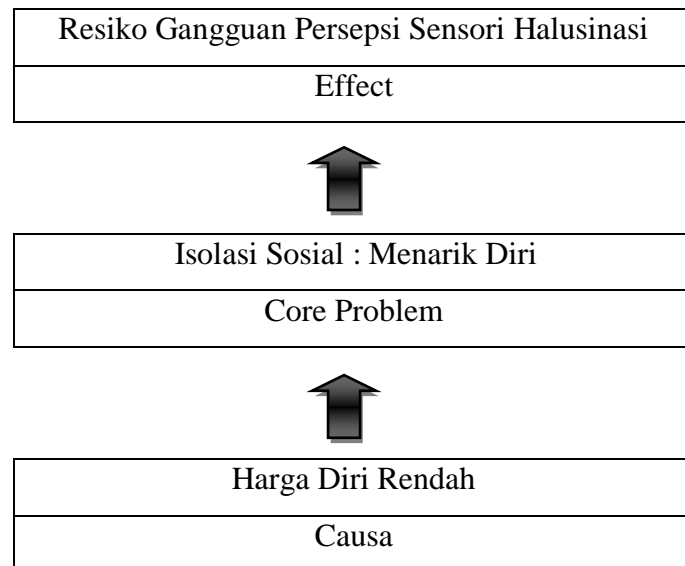 Resiko Gangguan Persepsi Sensori Halusinasi
Effect
Isolasi Sosial : Menarik Diri
Core Problem
Harga Diri Rendah
Causa